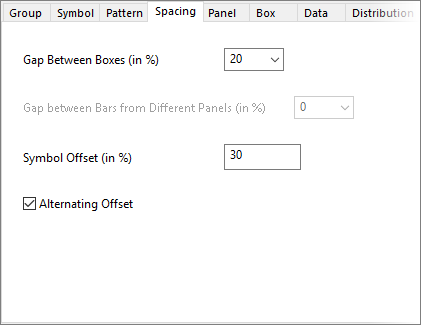 Group Symbol Pattern Spacing Panel Box Data Distribution
Gap Between Boxes (in %) 20
Gap between Bars from Different Panels (in %) 0
Symbol Offset (in %) 30
Alternating Offset